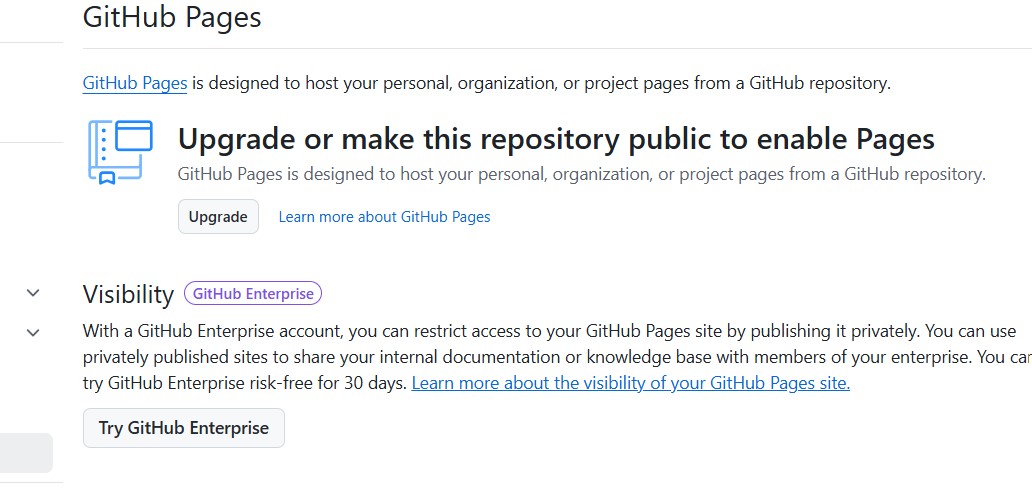 GitHub Pages
GitHub Pages is designed to host your personal, organization, or project pages from a GitHub repository.
Upgrade or make this repository public to enable Pages
GitHub Pages is designed to host your personal, organization, or project pages from a GitHub repository.
Upgrade Learn more about GitHub Pages
Visibility GitHub Enterprise
With a GitHub Enterprise account, you can restrict access to your GitHub Pages site by publishing it privately. You can use
privately published sites to share your internal documentation or knowledge base with members of your enterprise. You can
try GitHub Enterprise risk-free for 30 days. Learn more about the visibility of your GitHub Pages site.
Try GitHub Enterprise